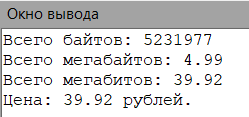 Окно вывода
Всего байтов: 5231977
Всего мегабайтов: 4.99
Всего мегабитов: 39.92
Цена: 39.92 рублей.